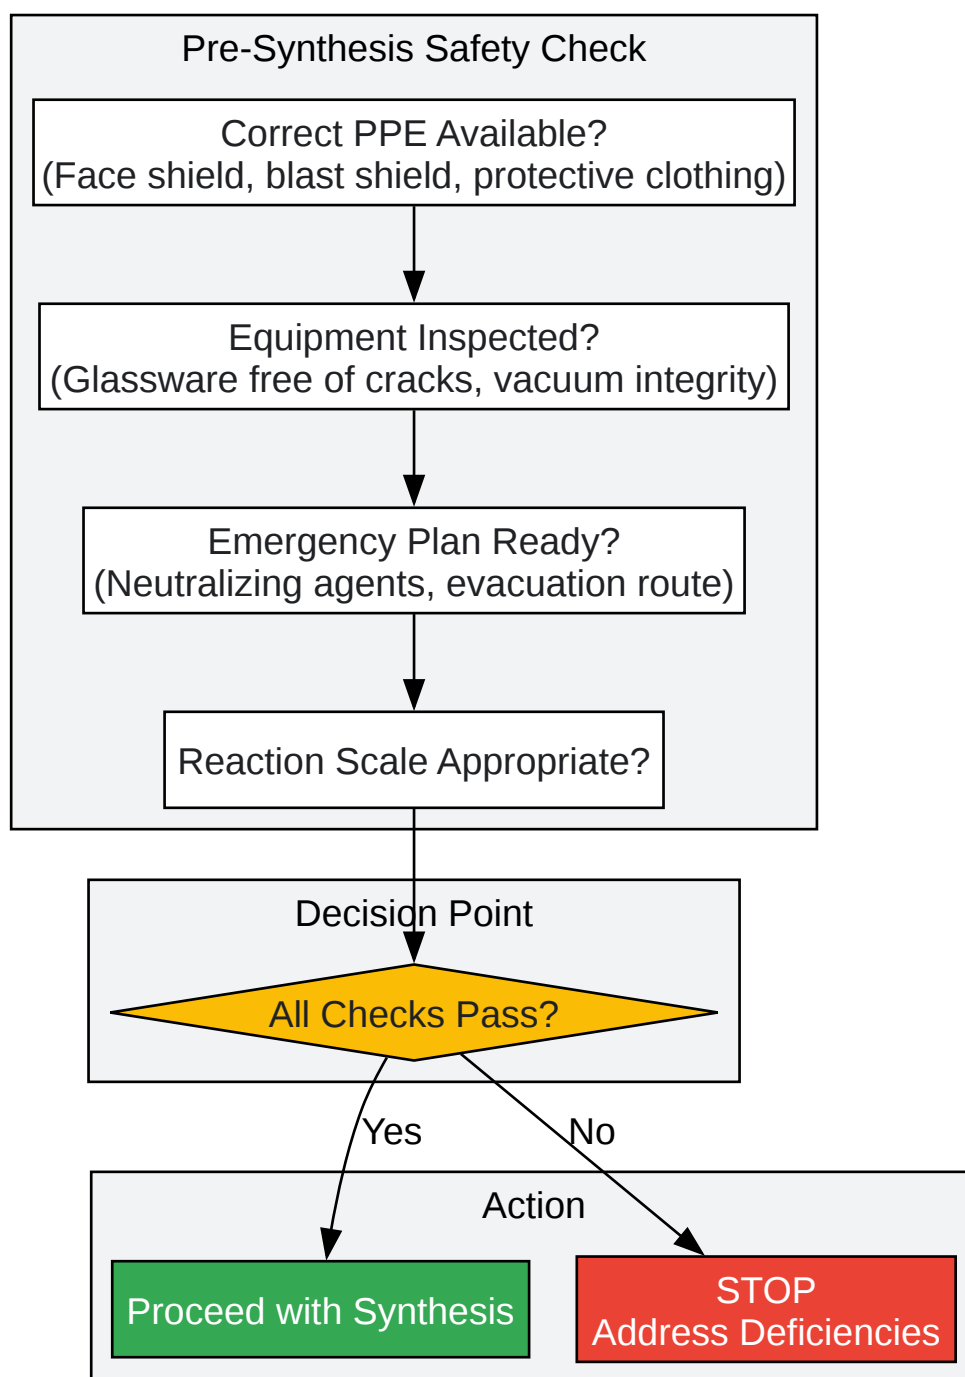 Pre-Synthesis Safety Check
Correct PPE Available?
(Face shield, blast shield, protective clothing)
Equipment Inspected?
(Glassware free of cracks, vacuum integrity)
Emergency Plan Ready?
(Neutralizing agents, evacuation route)
Reaction Scale Appropriate?
Decision Point
All Checks Pass?
Yes
No
Action
Proceed with Synthesis
STOP
Address Deficiencies